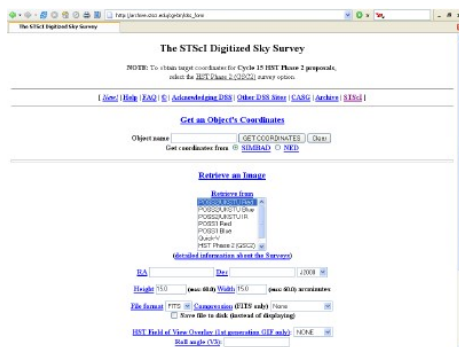 The STScI Digitized Sky Survey
The STScI Digitized Sky Survey
NOTE: To obtain target coordinates for Cycle 15 HST Phase 2 proposals,
select the HST Phase 2 (GSC2) survey option.
[ New! | Help | FAQ | © | Acknowledging DSS | Other DSS Sites | CASG | Archive | STScI ]
Get an Object's Coordinates
Object name GET COORDINATES Clear
Get coordinates from SIMBAD NED
Retrieve an Image
Retrieve from
POSS2/UKSTU Red
POSS2/UKSTU Blue
POSS2/UKSTU IR
POSS1 Red
POSS1 Blue
Quick-V
HST Phase 2 (GSC2)
(detailed information about the Surveys)
RA Dec J2000
Height 15.0 (max 60.0) Width 15.0 (max 60.0) arcminutes
File format FITS Compression (FITS only) None
Save file to disk (instead of displaying)
HST Field of View Overlay (1st generation GIF only): NONE
Roll angle (V3):